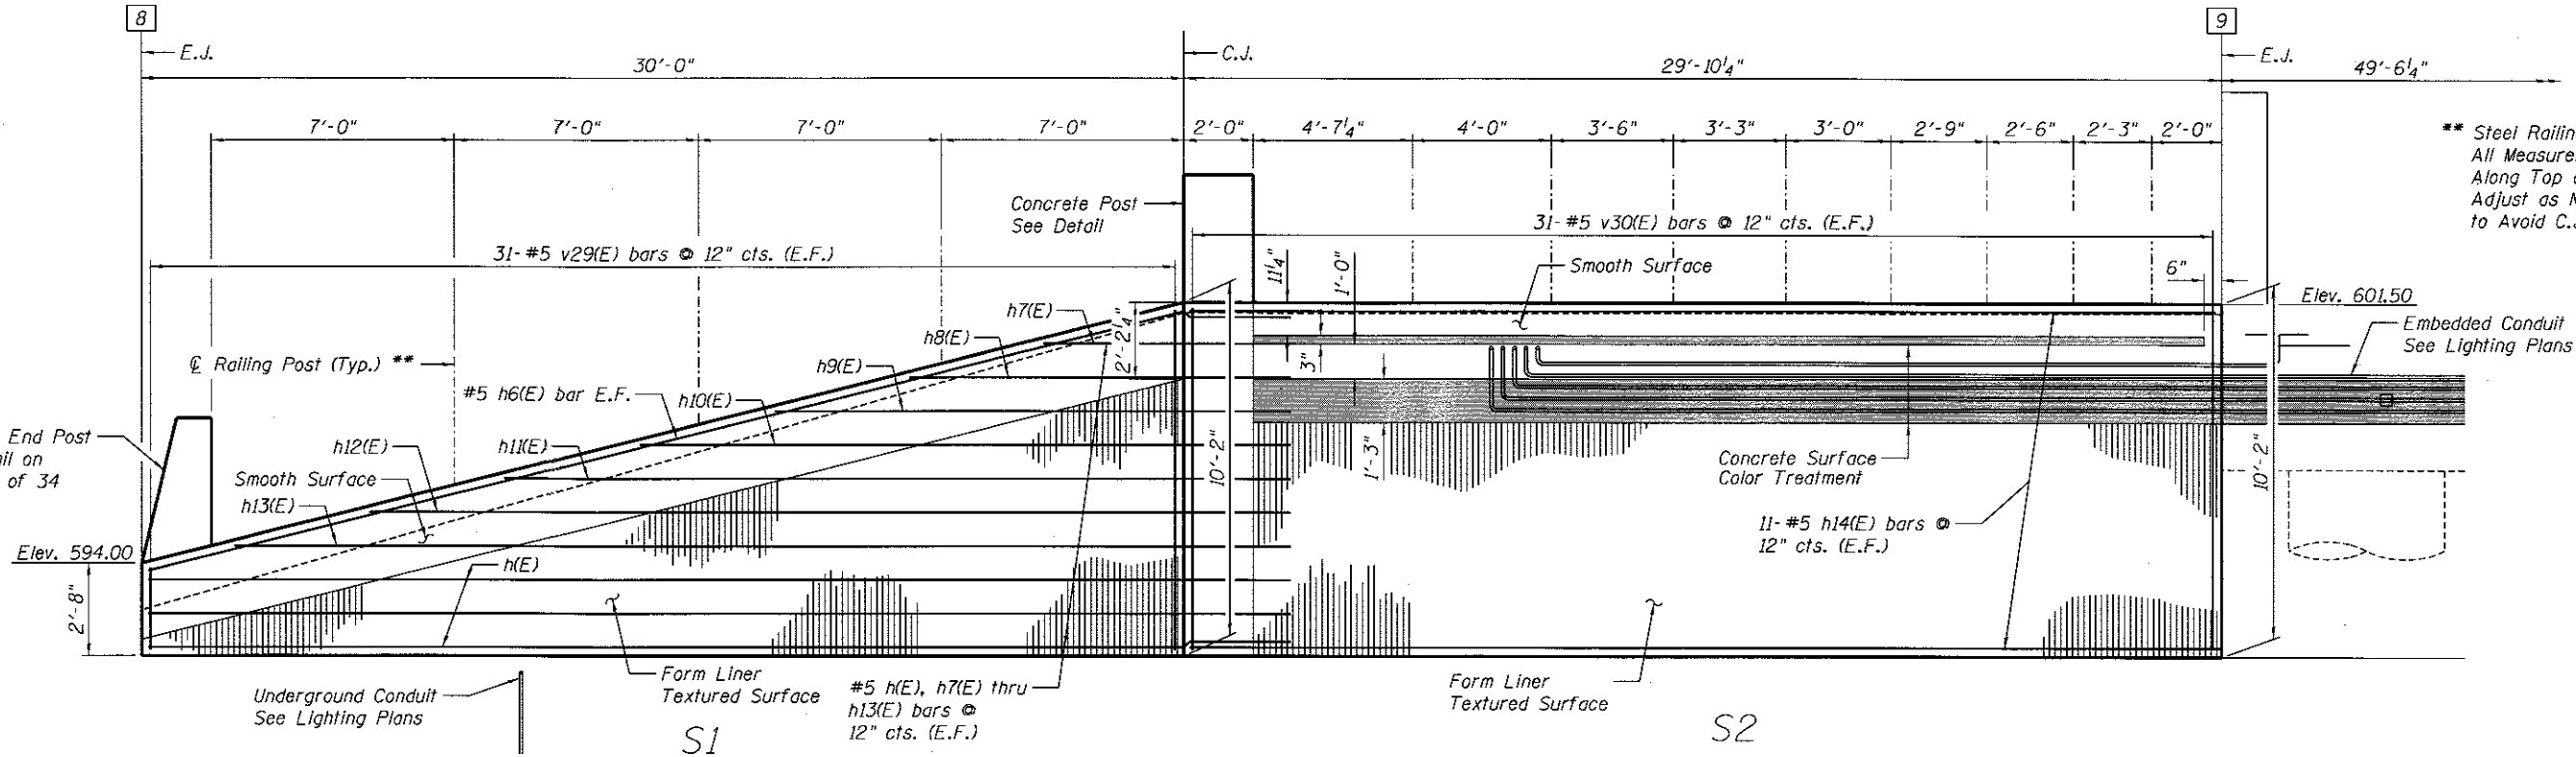 8
9
E.J.
C.J.
E.J.
30'-0"
29'-10¼"
49'-6¼"
7'-0"
7'-0"
7'-0"
7'-0"
2'-0"
4'-7¼"
4'-0"
3'-6"
3'-3"
3'-0"
2'-9"
2'-6"
2'-3"
2'-0"
** Steel Railin
All Measure
Along Top
Adjust as
to Avoid C.
Concrete Post
See Detail
31- #5 v29(E) bars @ 12" cts. (E.F.)
31- #5 v30(E) bars @ 12" cts. (E.F.)
11¼"
1'-0"
Smooth Surface
6"
Elev. 601.50
Embedded Conduit
See Lighting Plans
h7(E)
h8(E)
2'-2¼"
3"
℄ Railing Post (Typ.) **
h9(E)
#5 h6(E) bar E.F.
h10(E)
End Post
il on
of 34
h12(E)
h11(E)
Smooth Surface
h13(E)
10'-2"
1'-3"
Concrete Surface
Color Treatment
10'-2"
11- #5 h14(E) bars @
12" cts. (E.F.)
Elev. 594.00
h(E)
2'-8"
Form Liner
Textured Surface
Underground Conduit
See Lighting Plans
#5 h(E), h7(E) thru
h13(E) bars @
12" cts. (E.F.)
Form Liner
Textured Surface
S1
S2